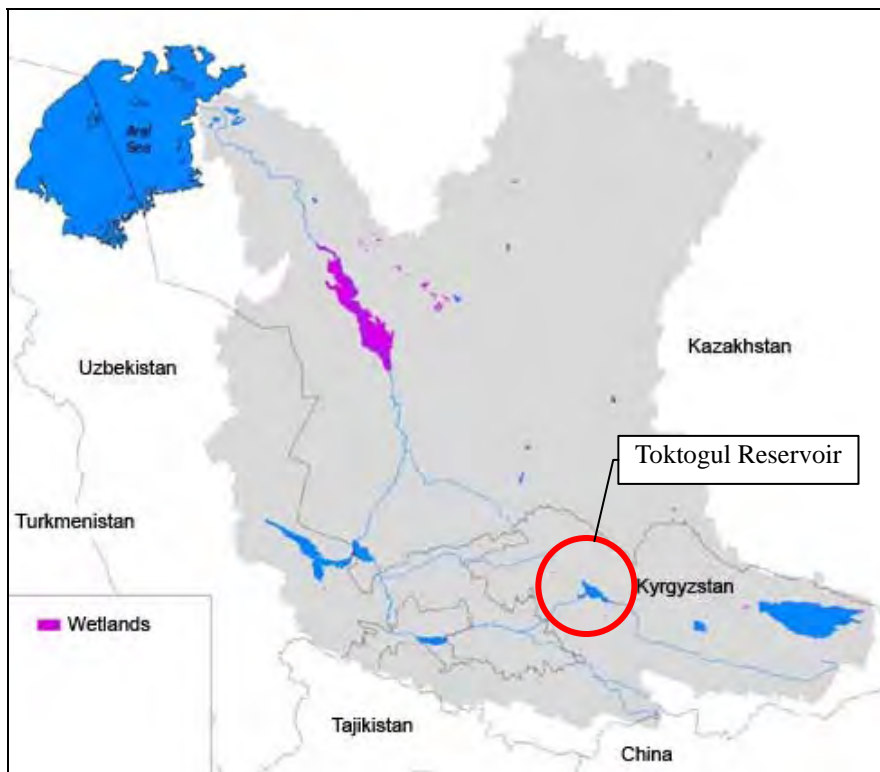 Aral
Sea
Kazakhstan
Uzbekistan
Toktogul Reservoir
Turkmenistan
Kyrgyzstan
Wetlands
Tajikistan
China